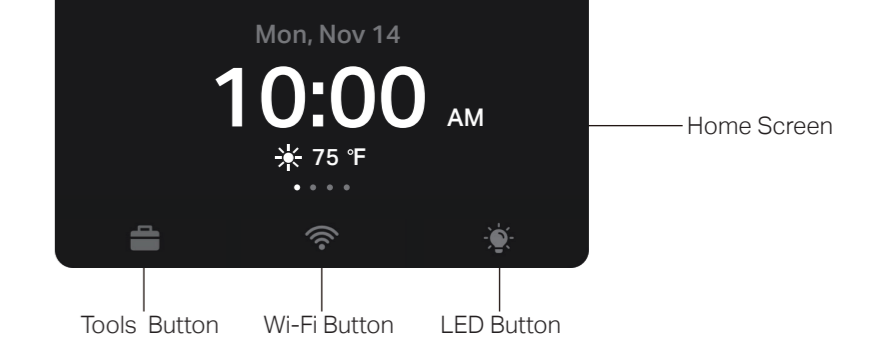 Mon, Nov 14
10:00 AM
75 °F
Home Screen
Tools Button
Wi-Fi Button
LED Button